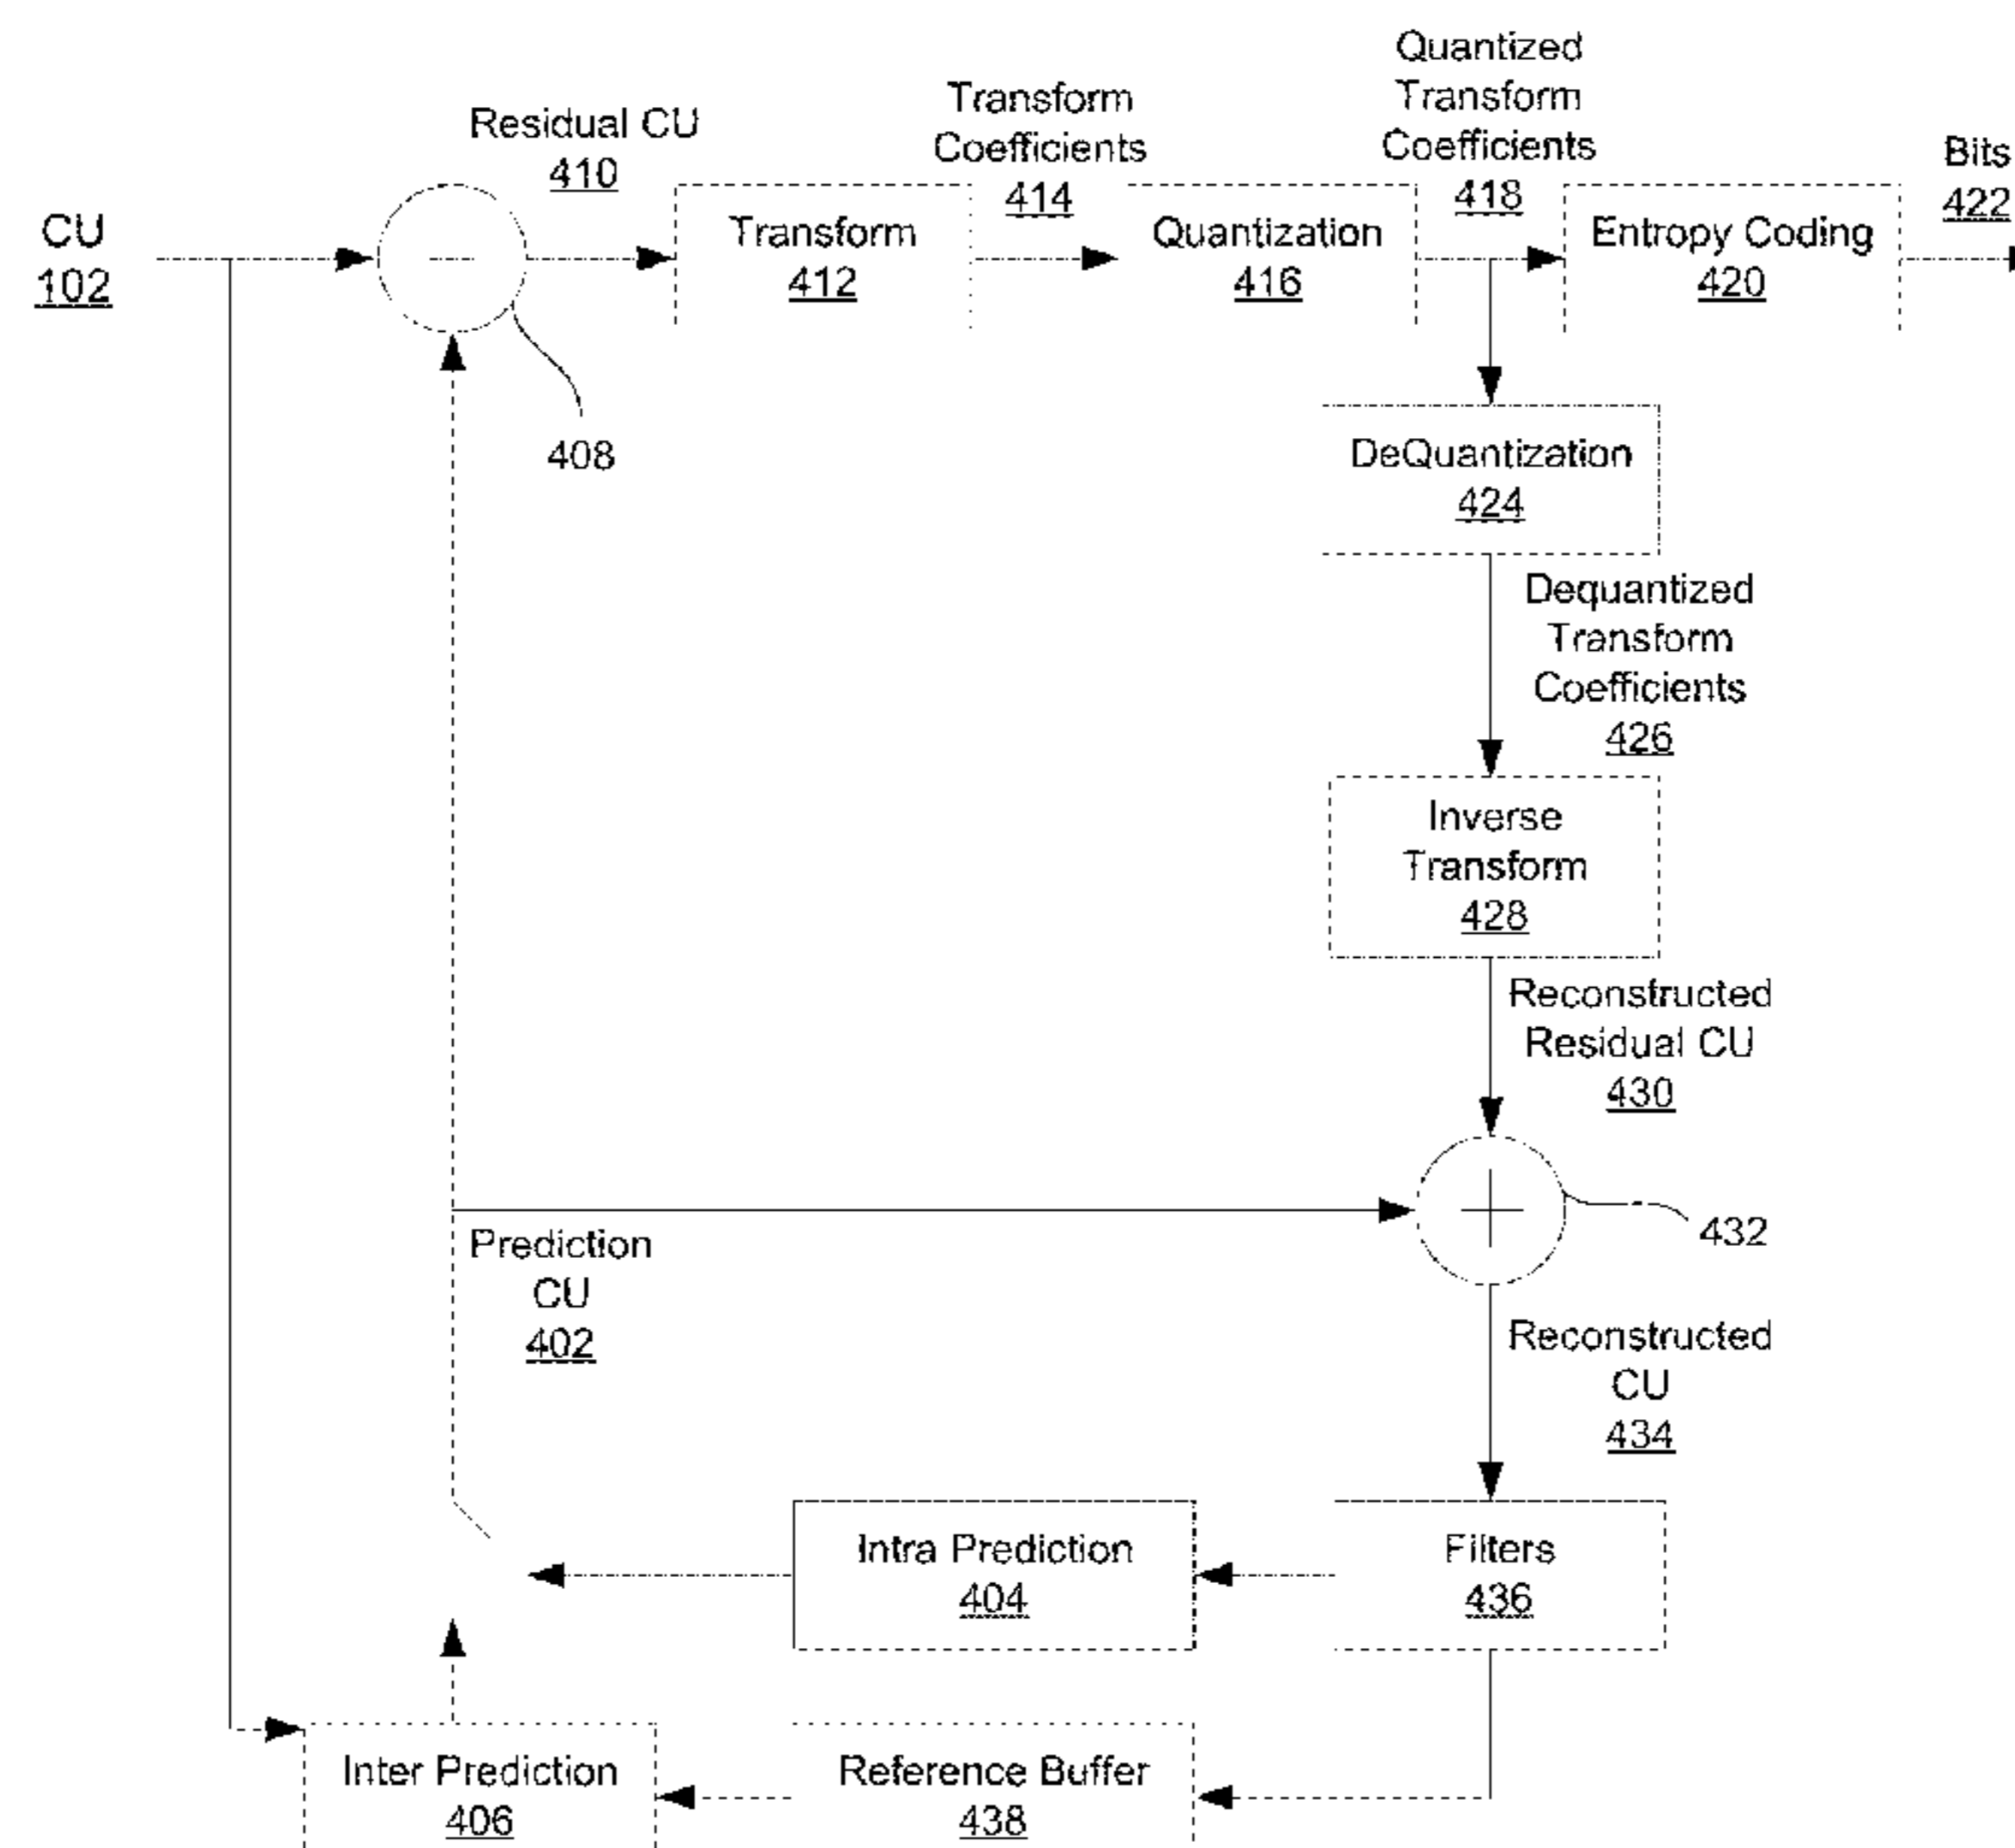 CU
102
Residual CU
410
Transform
412
Transform
Coefficients
414
Quantization
416
Quantized
Transform
Coefficients
418
Entropy Coding
420
Bits
422
408
DeQuantization
424
Dequantized
Transform
Coefficients
426
Inverse
Transform
428
Reconstructed
Residual CU
430
432
Prediction
CU
402
Reconstructed
CU
434
Intra Prediction
404
Filters
436
Inter Prediction
406
Reference Buffer
438